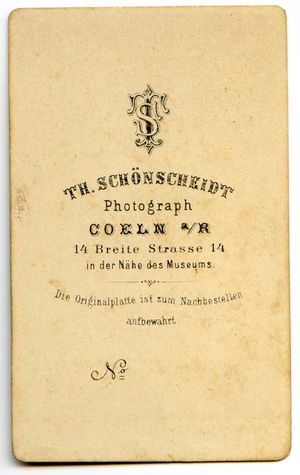 TS
TH. SCHÖNSCHEIDT
Photograph
COELN a/R
14 Breite Strasse 14
in der Nähe des Museums.
Die Originalplatte ist zum Nachbestellen
aufbewahrt
No